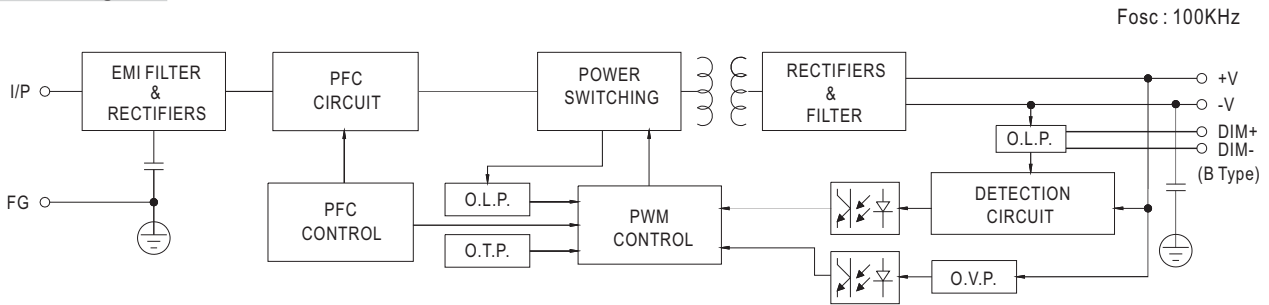 Fosc : 100KHz
I/P
EMI FILTER
&
RECTIFIERS
PFC
CIRCUIT
POWER
SWITCHING
RECTIFIERS
&
FILTER
+V
-V
DIM+
DIM-
(B Type)
O.L.P.
FG
PFC
CONTROL
O.L.P.
O.T.P.
PWM
CONTROL
DETECTION
CIRCUIT
O.V.P.